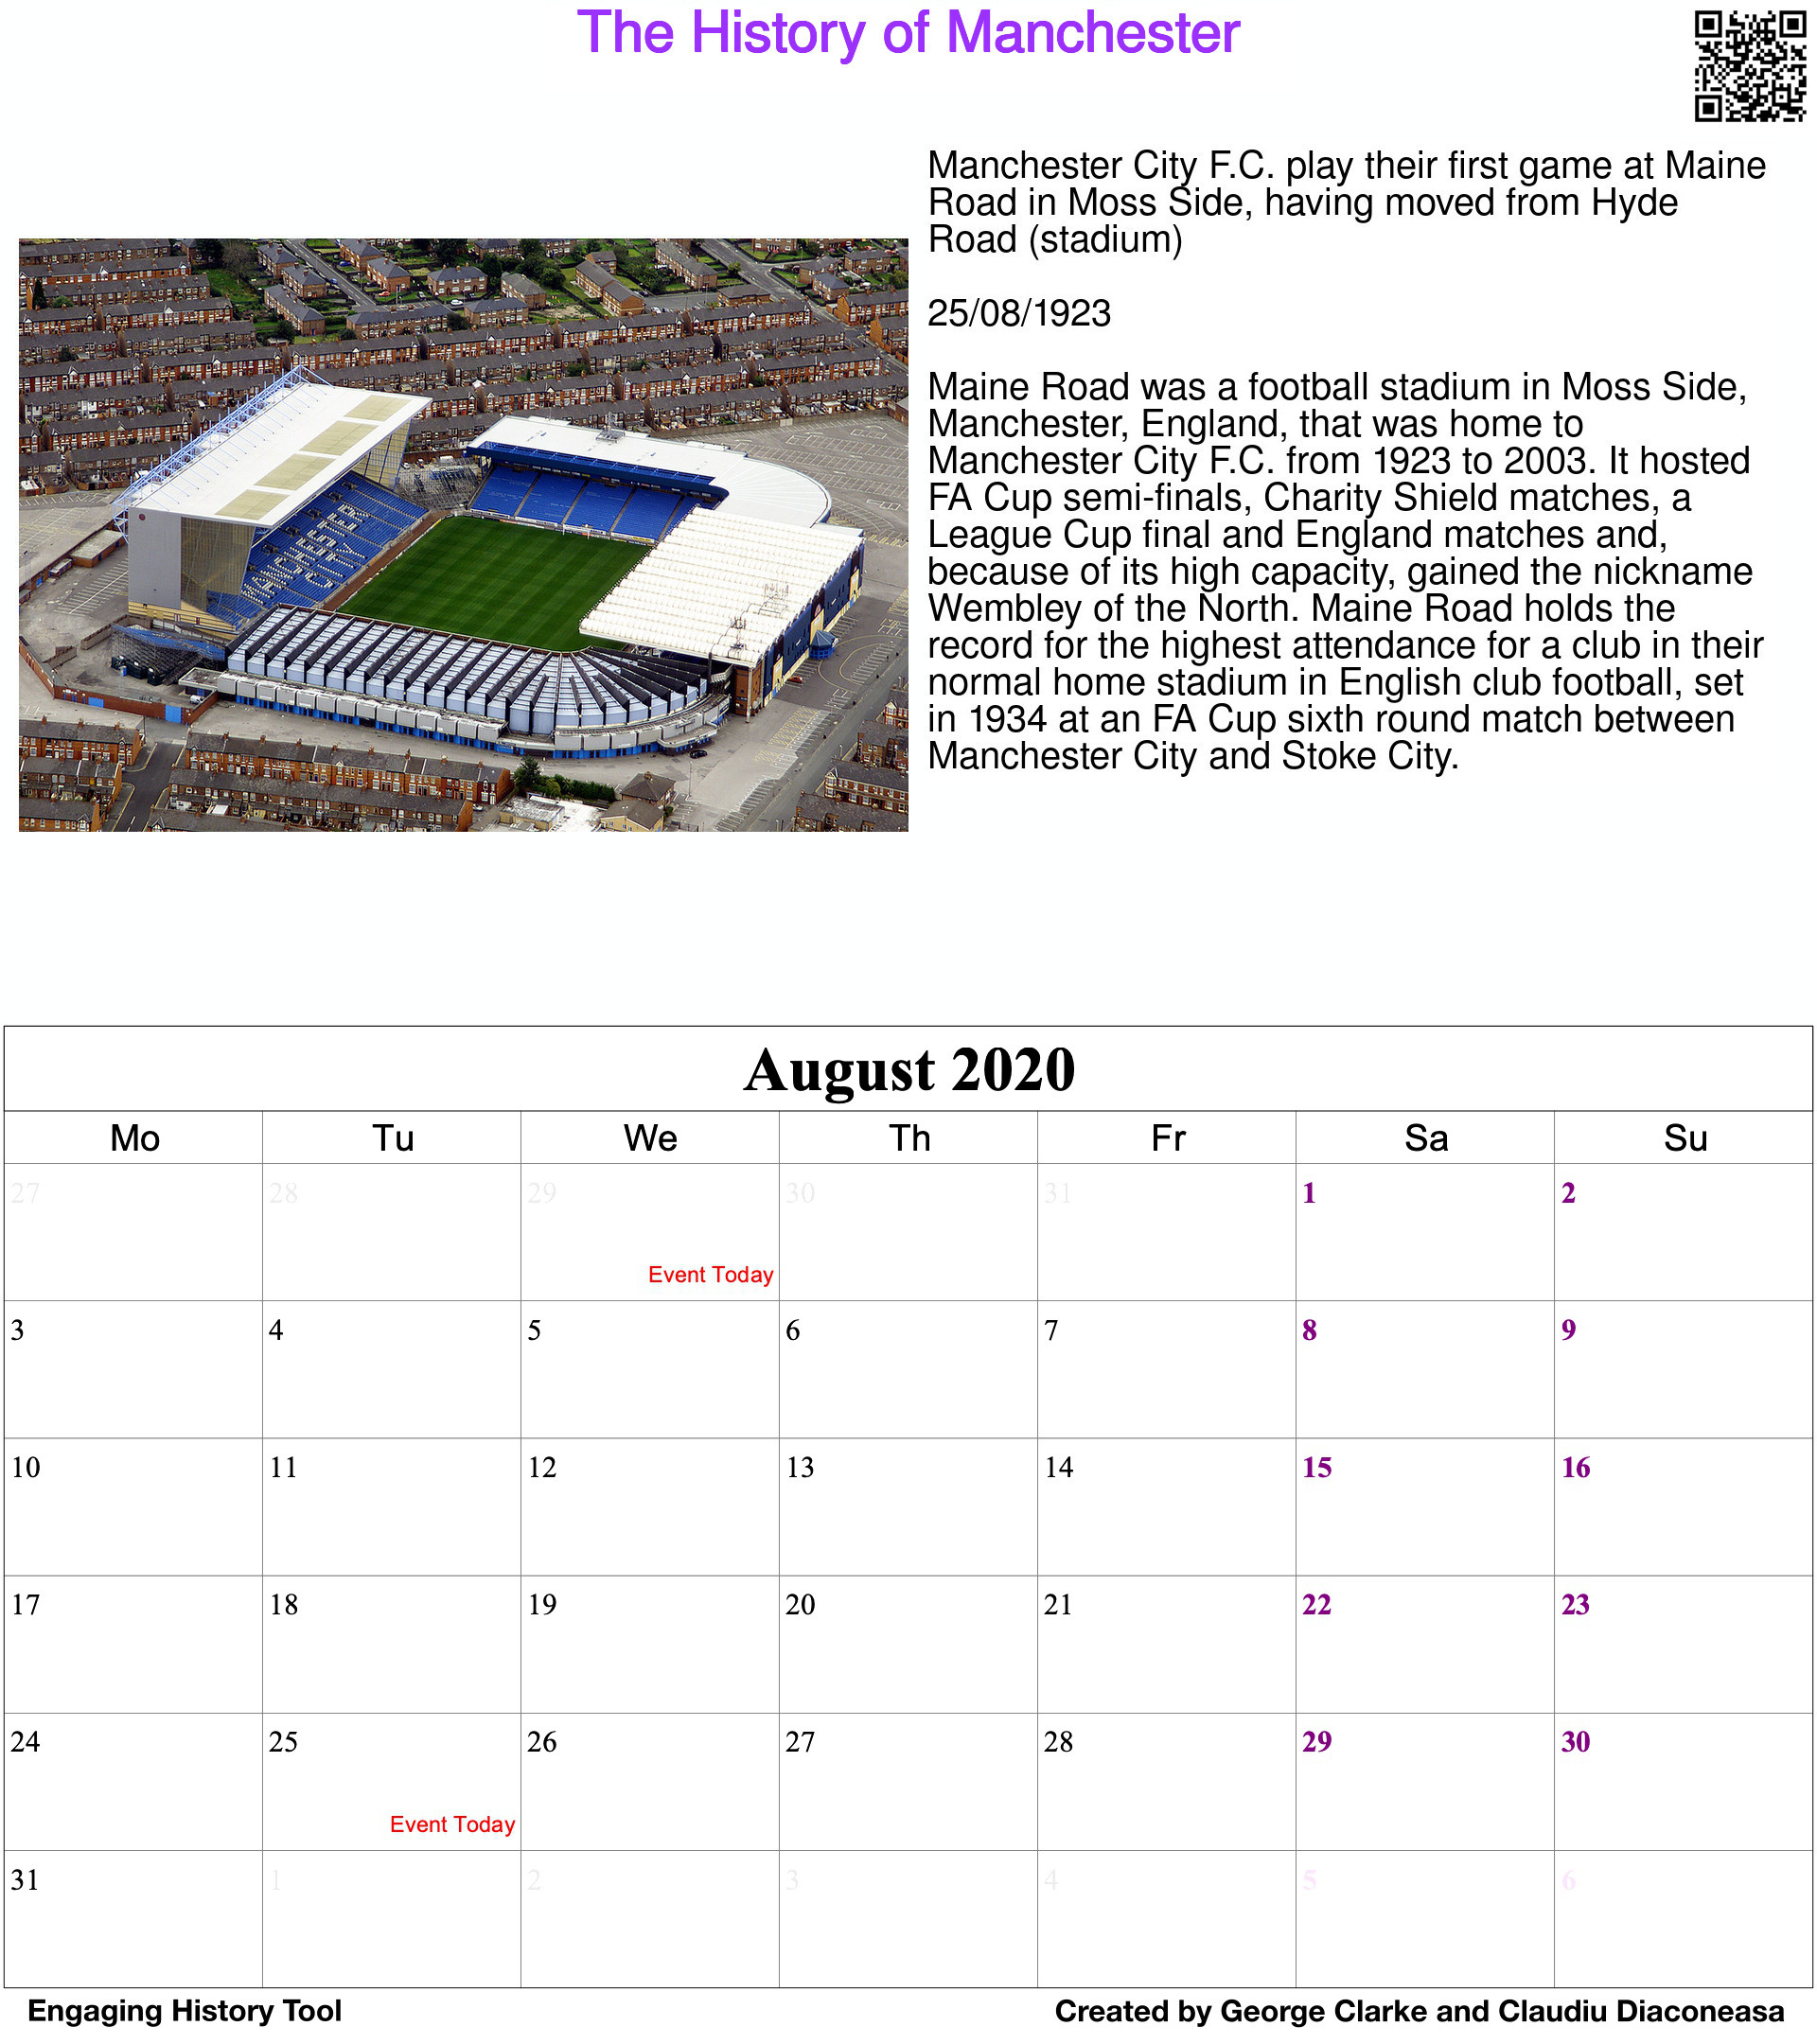 The History of Manchester
Manchester City F.C. play their first game at Maine
Road in Moss Side, having moved from Hyde
Road (stadium)
25/08/1923
Maine Road was a football stadium in Moss Side,
Manchester, England, that was home to
Manchester City F.C. from 1923 to 2003. It hosted
FA Cup semi-finals, Charity Shield matches, a
League Cup final and England matches and,
because of its high capacity, gained the nickname
Wembley of the North. Maine Road holds the
record for the highest attendance for a club in their
normal home stadium in English club football, set
in 1934 at an FA Cup sixth round match between
Manchester City and Stoke City.
MANCHESTER
CITY
August 2020
Mo Tu We Th Fr Sa Su
27 28 29 30 31 1 2
Event Today
3 4 5 6 7 8 9
10 11 12 13 14 15 16
17 18 19 20 21 22 23
24 25 26 27 28 29 30
Event Today
31 1 2 3 4 5 6
Engaging History Tool Created by George Clarke and Claudiu Diaconeasa